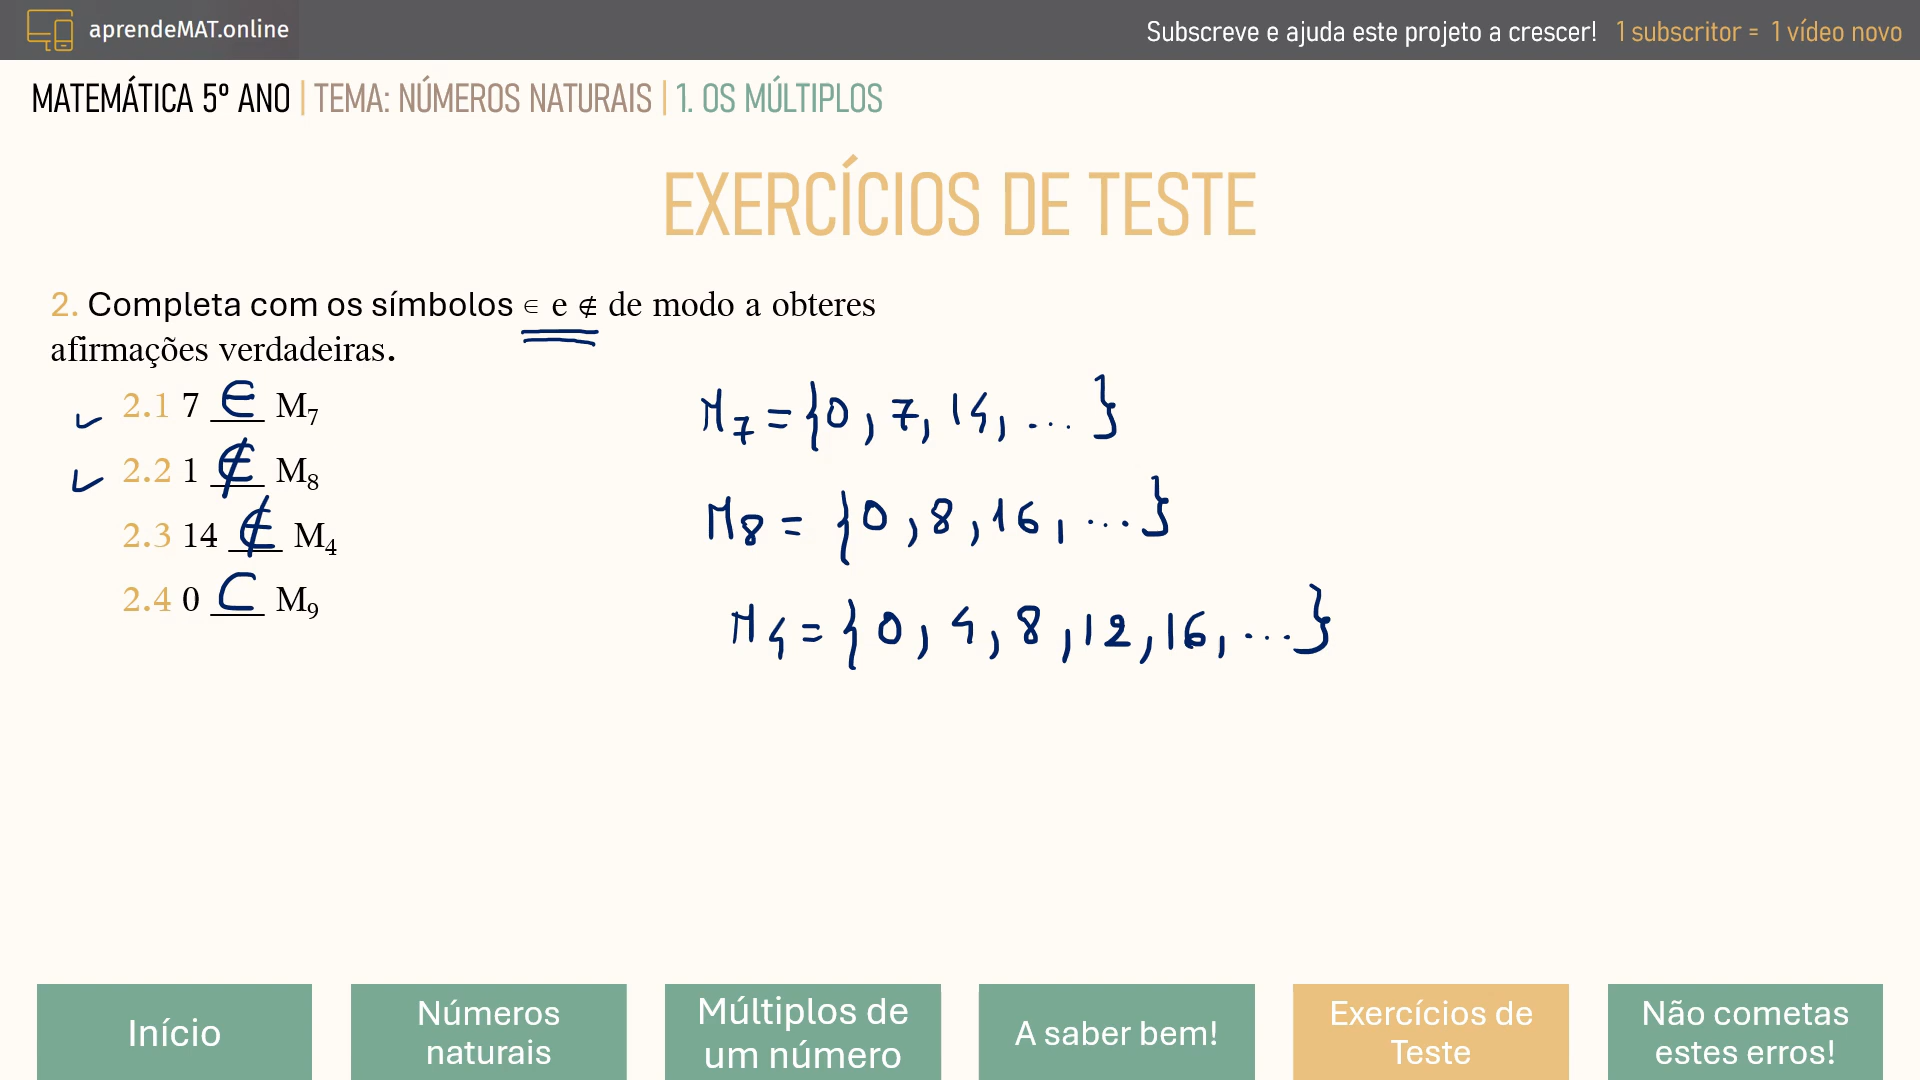 aprendeMAT.online
Subscreve e ajuda este projeto a crescer! 1 subscritor = 1 vídeo novo
MATEMÁTICA 5º ANO | TEMA: NÚMEROS NATURAIS | 1. OS MÚLTIPLOS
EXERCÍCIOS DE TESTE
2. Completa com os símbolos ∈ e ∉ de modo a obteres
afirmações verdadeiras.
2.1 7 ∈ M₇
2.2 1 ∉ M₈
2.3 14 ∉ M₄
2.4 0 ⊂ M₉
M₇ = {0, 7, 14, ... }
M₈ = {0, 8, 16, ... }
M₄ = {0, 4, 8, 12, 16, ... }
Início
Números
naturais
Múltiplos de
um número
A saber bem!
Exercícios de
Teste
Não cometas
estes erros!